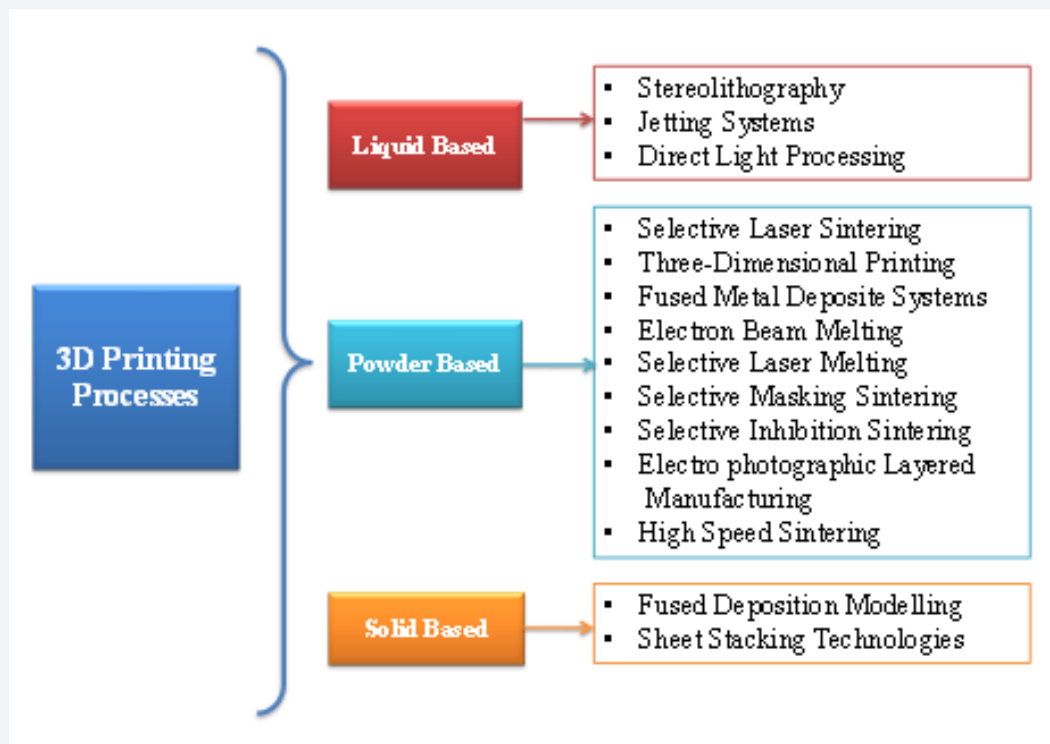 3D Printing
Processes
Liquid Based
▪ Stereolithography
▪ Jetting Systems
▪ Direct Light Processing
Powder Based
▪ Selective Laser Sintering
▪ Three-Dimensional Printing
▪ Fused Metal Deposite Systems
▪ Electron Beam Melting
▪ Selective Laser Melting
▪ Selective Masking Sintering
▪ Selective Inhibition Sintering
▪ Electro photographic Layered
Manufacturing
▪ High Speed Sintering
Solid Based
▪ Fused Deposition Modelling
▪ Sheet Stacking Technologies